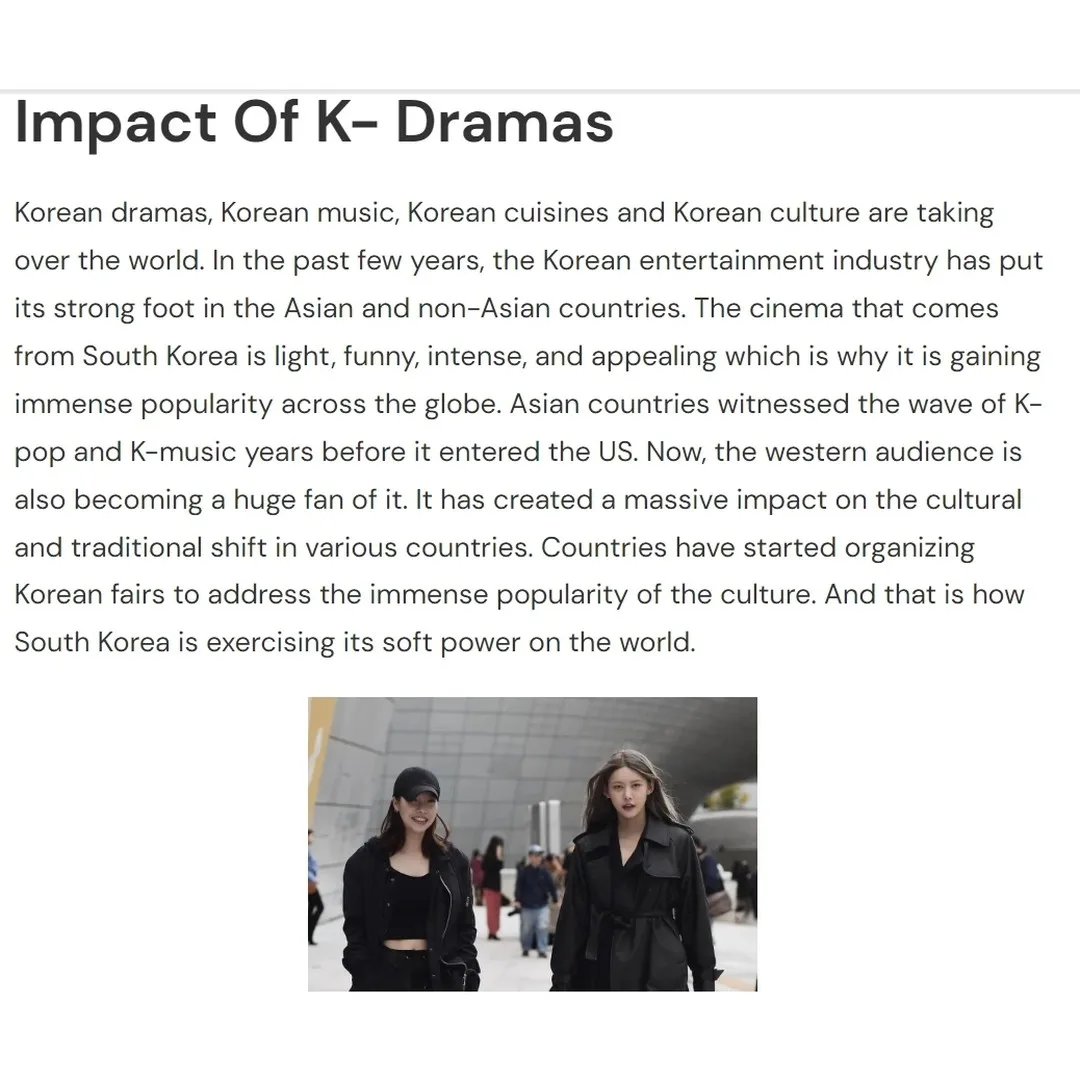 Impact Of K- Dramas
Korean dramas, Korean music, Korean cuisines and Korean culture are taking
over the world. In the past few years, the Korean entertainment industry has put
its strong foot in the Asian and non-Asian countries. The cinema that comes
from South Korea is light, funny, intense, and appealing which is why it is gaining
immense popularity across the globe. Asian countries witnessed the wave of K-
pop and K-music years before it entered the US. Now, the western audience is
also becoming a huge fan of it. It has created a massive impact on the cultural
and traditional shift in various countries. Countries have started organizing
Korean fairs to address the immense popularity of the culture. And that is how
South Korea is exercising its soft power on the world.